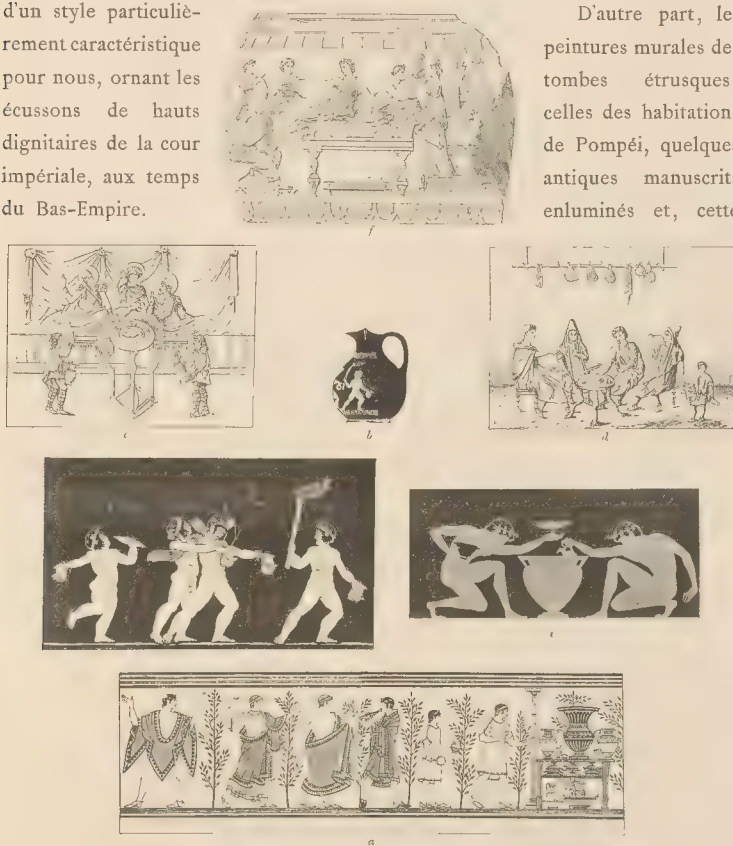 d'un style particuliè-
rement caractéristique
pour nous, ornant les
écussons de hauts
dignitaires de la cour
impériale, aux temps
du Bas-Empire.
D'autre part, le
peintures murales de
tombes étrusques
celles des habitation
de Pompéi, quelque
antiques manuscrit
enluminés et, cette
f
b
d
a